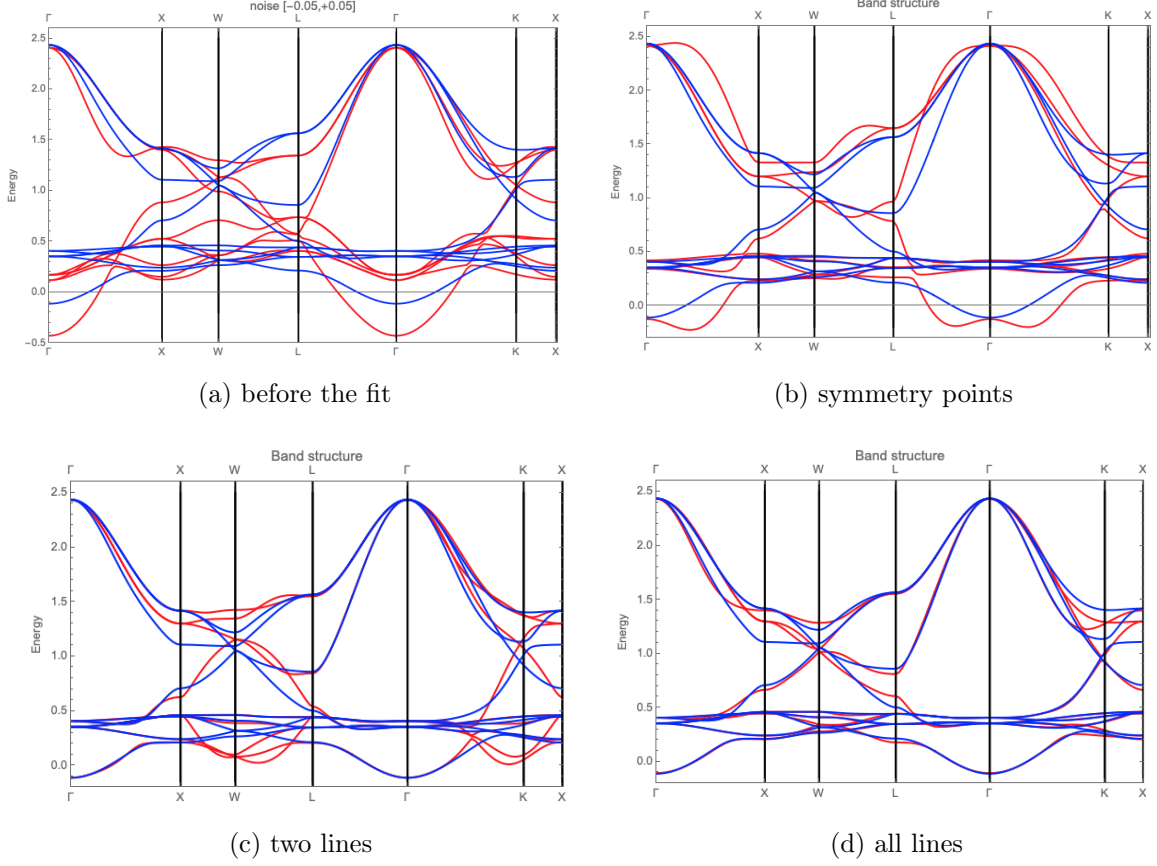 noise [−0.05,+0.05]
Γ X W L Γ K X
2.5
2.0
1.5
1.0
0.5
0.0
−0.5
Energy
Γ X W L Γ K X
(a) before the fit
Band structure
Γ X W L Γ K X
2.5
2.0
1.5
1.0
0.5
0.0
Energy
Γ X W L Γ K X
(b) symmetry points
Band structure
Γ X W L Γ K X
2.5
2.0
1.5
1.0
0.5
0.0
Energy
Γ X W L Γ K X
(c) two lines
Band structure
Γ X W L Γ K X
2.5
2.0
1.5
1.0
0.5
0.0
Energy
Γ X W L Γ K X
(d) all lines